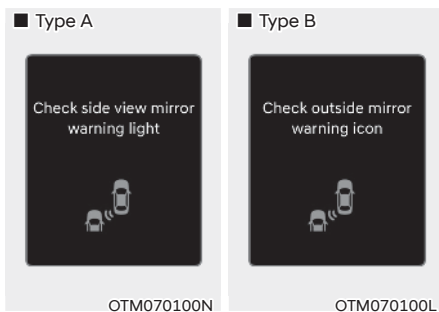 ■ Type A
Check side view mirror
warning light
OTM070100N
■ Type B
Check outside mirror
warning icon
OTM070100L